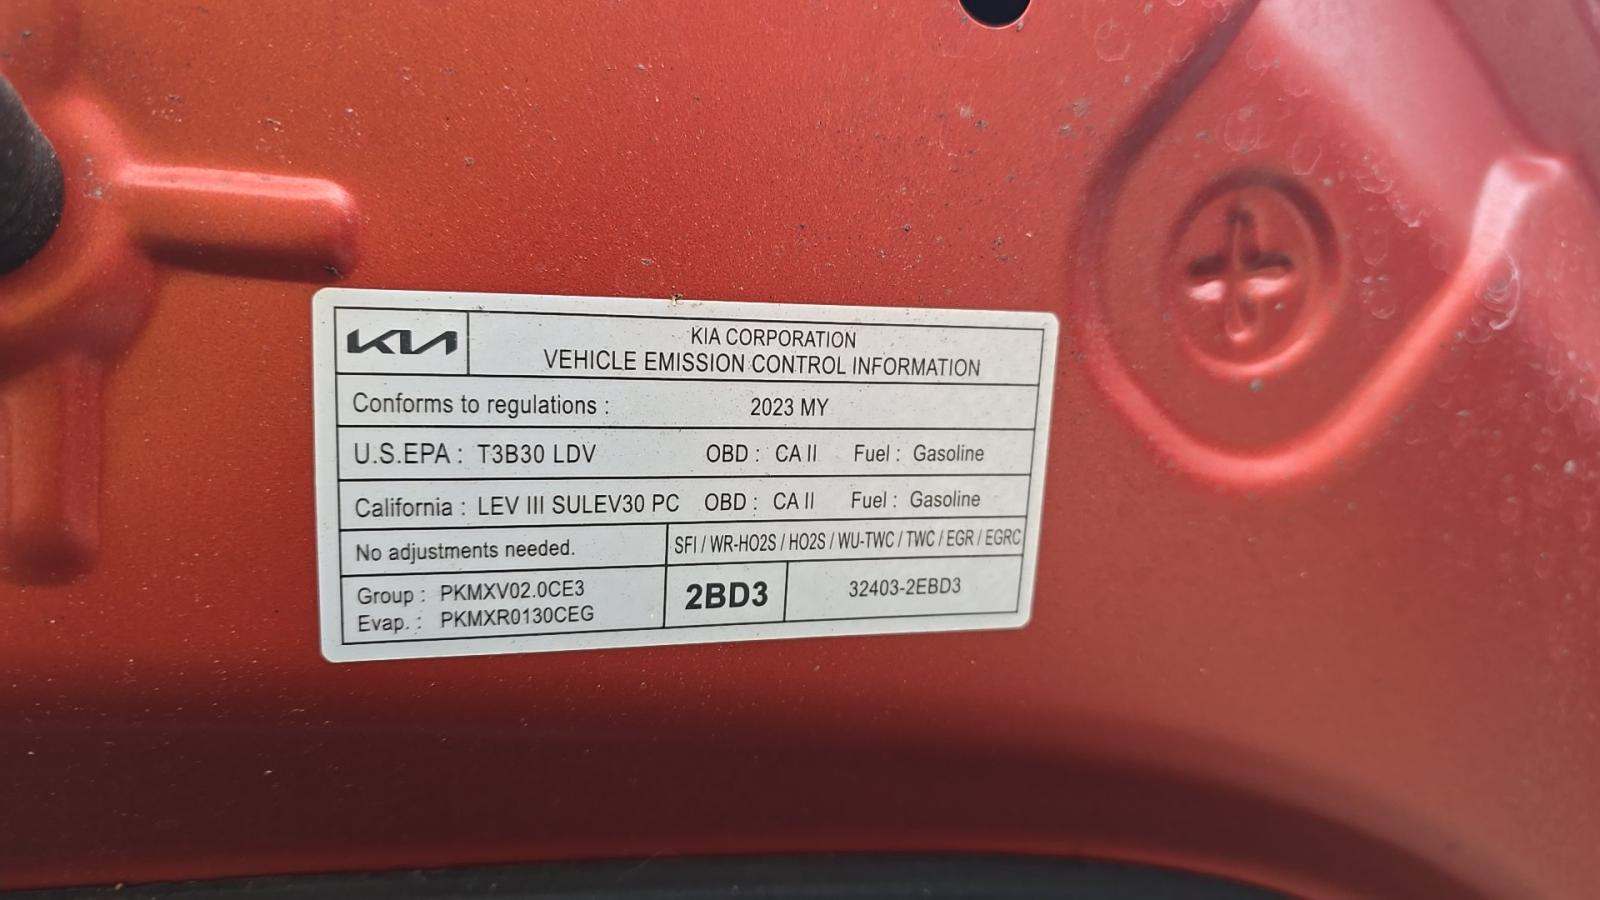 KIA
KIA CORPORATION
VEHICLE EMISSION CONTROL INFORMATION
Conforms to regulations : 2023 MY
U.S.EPA : T3B30 LDV OBD : CA II Fuel : Gasoline
California : LEV III SULEV30 PC OBD : CA II Fuel : Gasoline
No adjustments needed. SFI / WR-HO2S / HO2S / WU-TWC / TWC / EGR / EGRC
Group : PKMXV02.0CE3
Evap. : PKMXR0130CEG
2BD3 32403-2EBD3